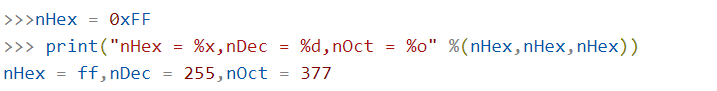 >>>nHex = 0xFF
>>> print("nHex = %x,nDec = %d,nOct = %o" %(nHex,nHex,nHex))
nHex = ff,nDec = 255,nOct = 377